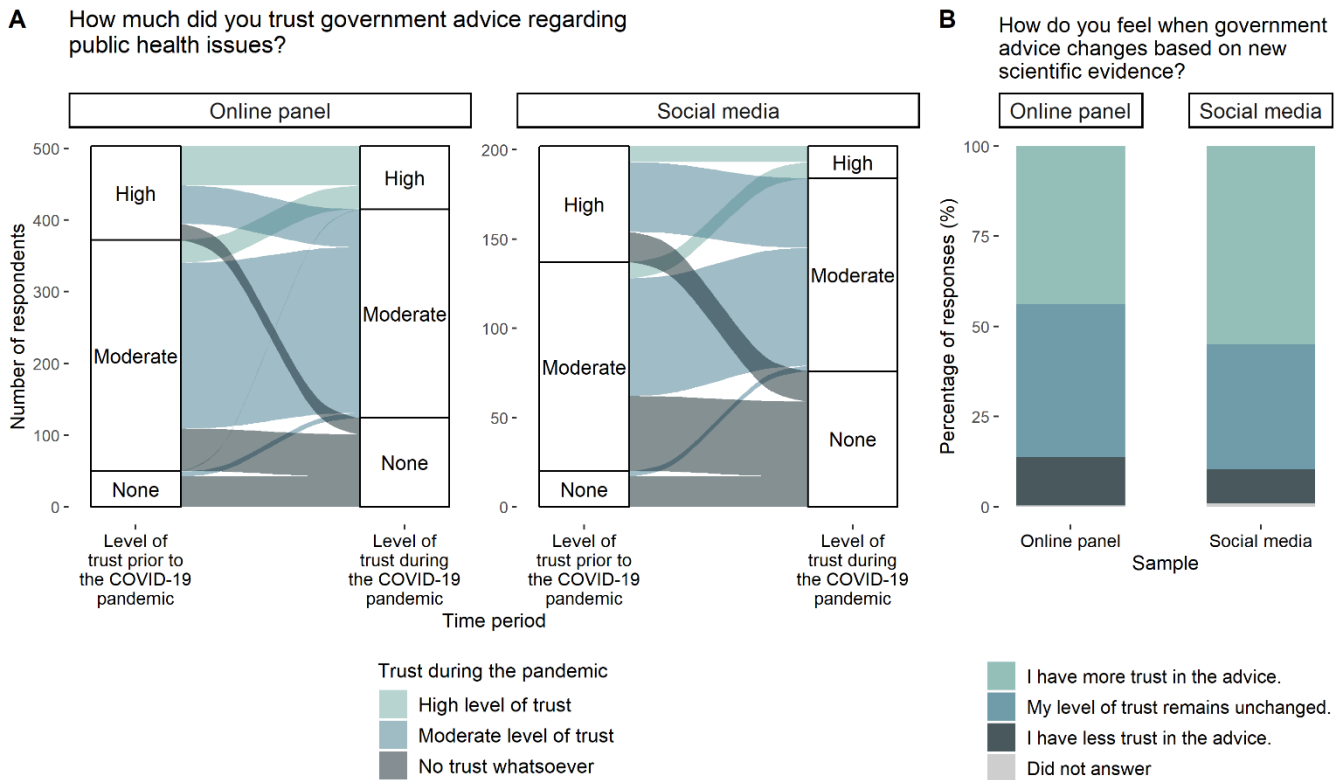 A
How much did you trust government advice regarding
public health issues?
Online panel
Social media
Number of respondents
500
400
300
200
100
0
High
Moderate
None
High
Moderate
None
200
150
100
50
0
High
Moderate
None
High
Moderate
None
Level of
trust prior to
the COVID-19
pandemic
Level of
trust during
the COVID-19
pandemic
Level of
trust prior to
the COVID-19
pandemic
Level of
trust during
the COVID-19
pandemic
Time period
Trust during the pandemic
High level of trust
Moderate level of trust
No trust whatsoever
B
How do you feel when government
advice changes based on new
scientific evidence?
Online panel
Social media
Percentage of responses (%)
100
75
50
25
0
Online panel
Social media
Sample
I have more trust in the advice.
My level of trust remains unchanged.
I have less trust in the advice.
Did not answer